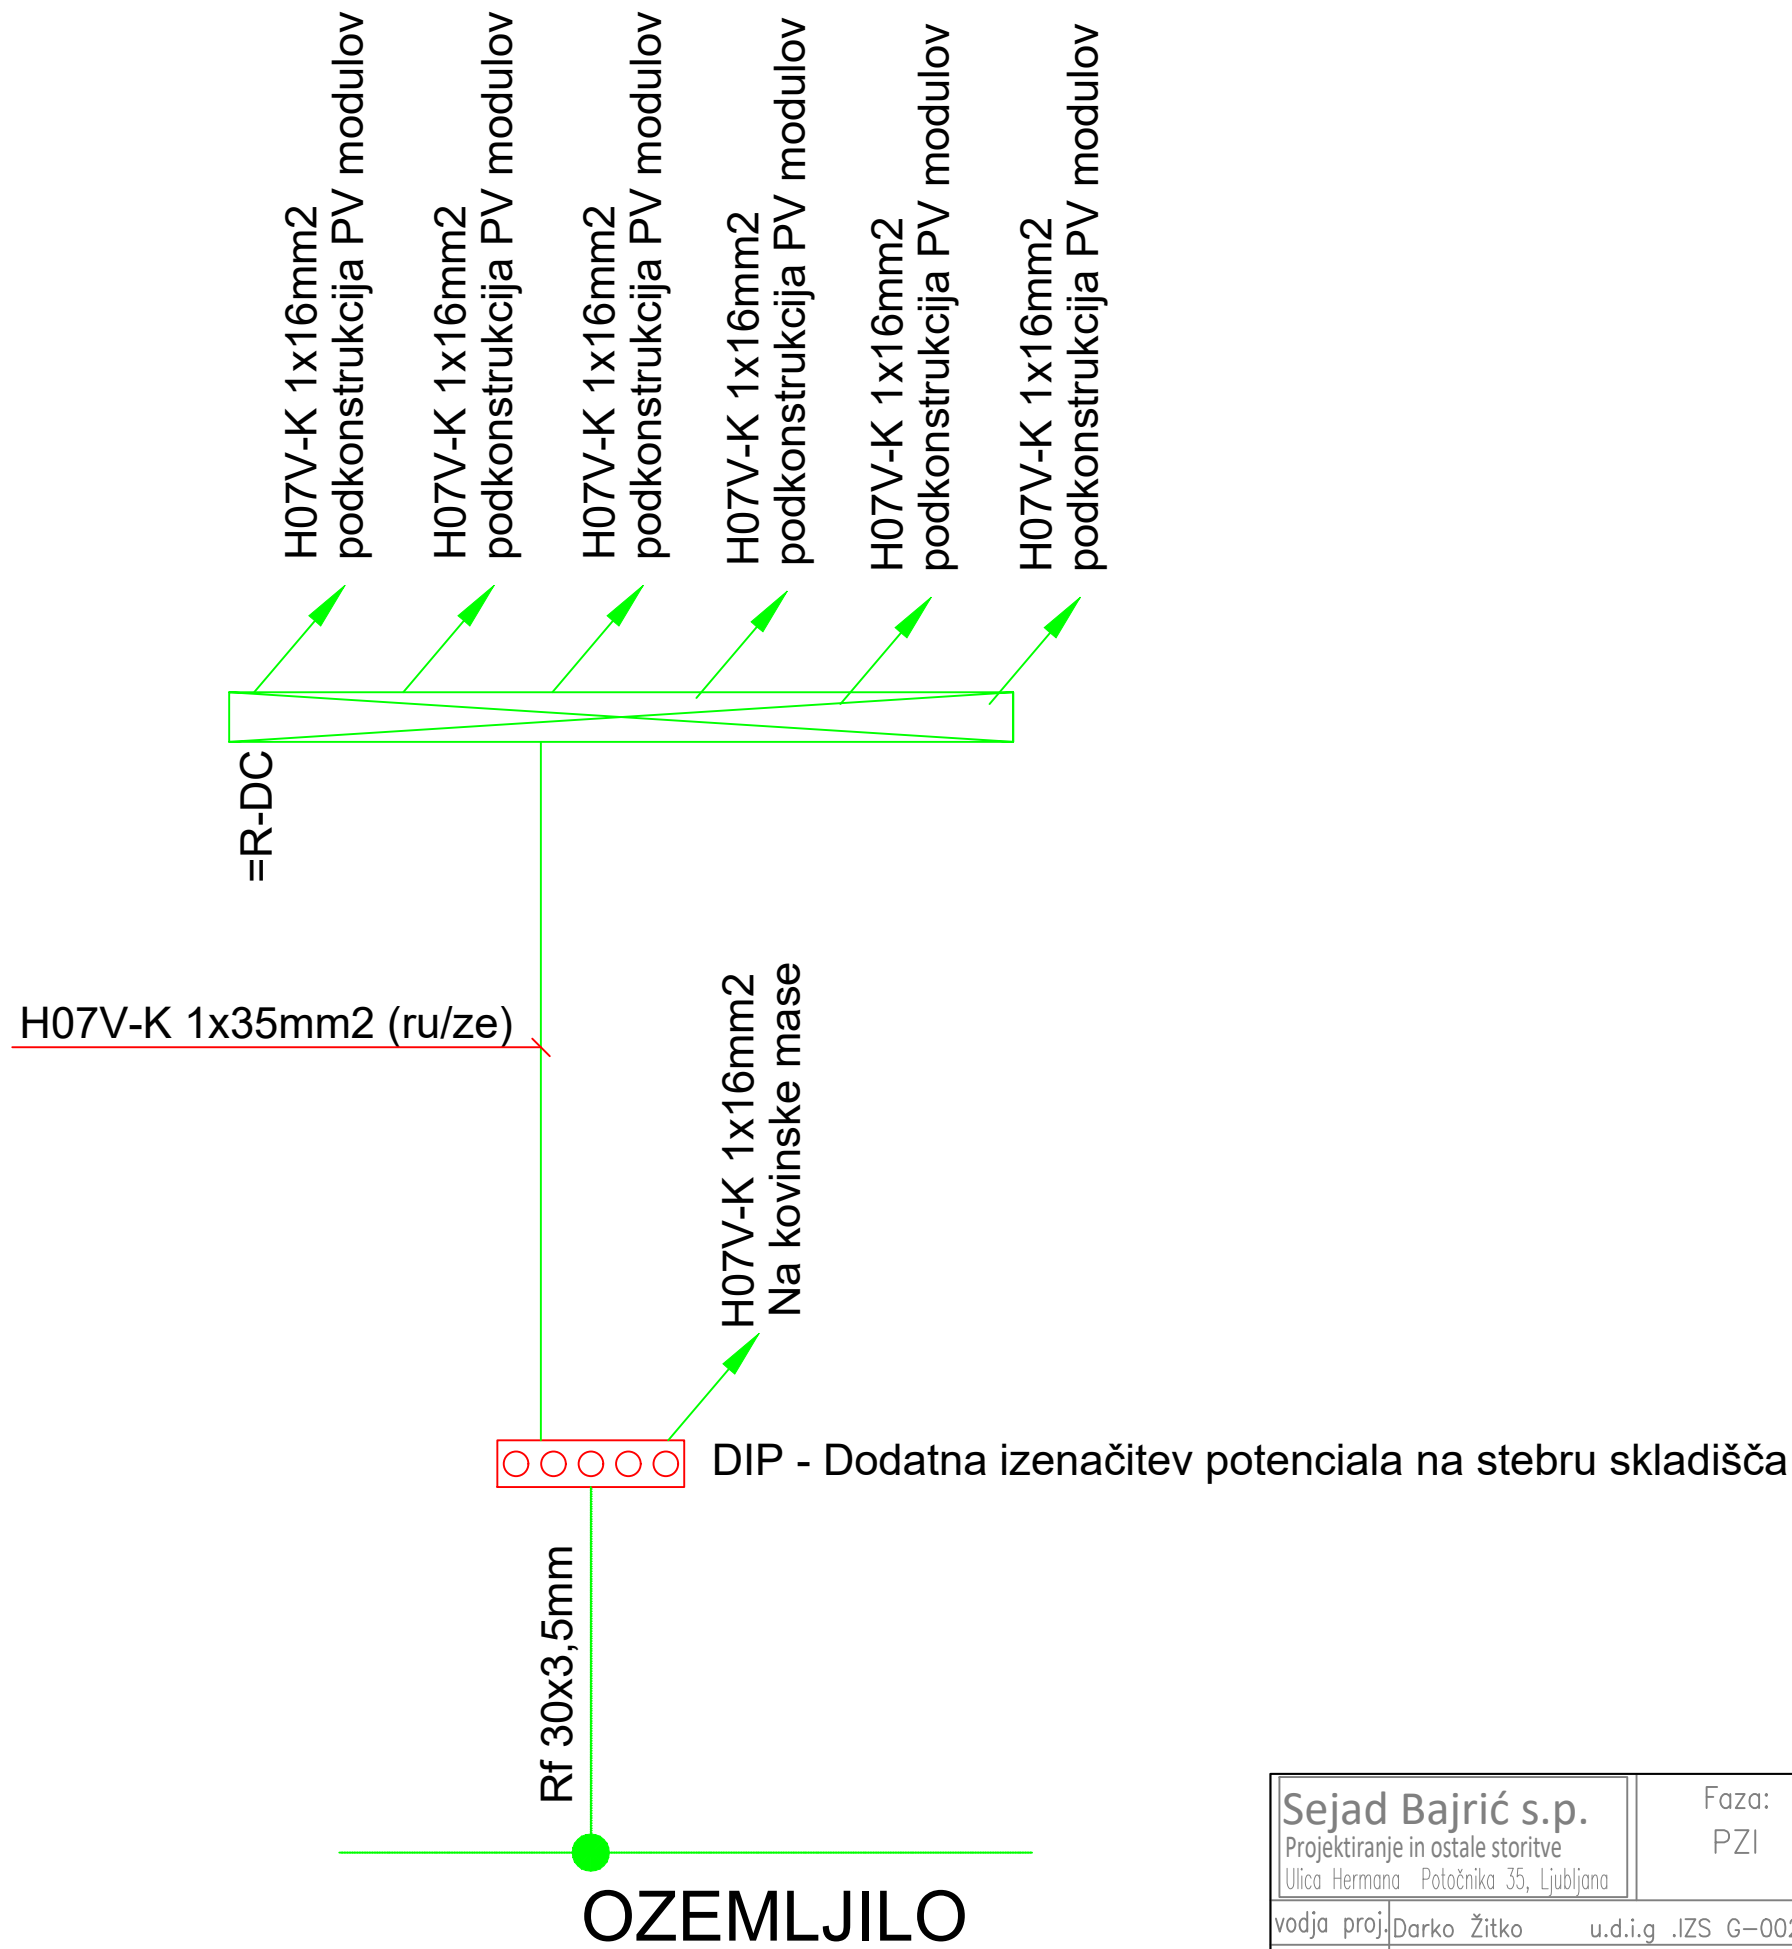 H07V-K 1x16mm2
podkonstrukcija PV modulov
H07V-K 1x16mm2
podkonstrukcija PV modulov
H07V-K 1x16mm2
podkonstrukcija PV modulov
H07V-K 1x16mm2
podkonstrukcija PV modulov
H07V-K 1x16mm2
podkonstrukcija PV modulov
H07V-K 1x16mm2
podkonstrukcija PV modulov
=R-DC
H07V-K 1x35mm2 (ru/ze)
H07V-K 1x16mm2
Na kovinske mase
DIP - Dodatna izenačitev potenciala na stebru skladišča
Rf 30x3,5mm
OZEMLJILO
Sejad Bajrić s.p.
Projektiranje in ostale storitve
Ulica Hermana Potočnika 35, Ljubljana
Faza:
PZI
vodja proj. Darko Žitko u.d.i.g .IZS G-002